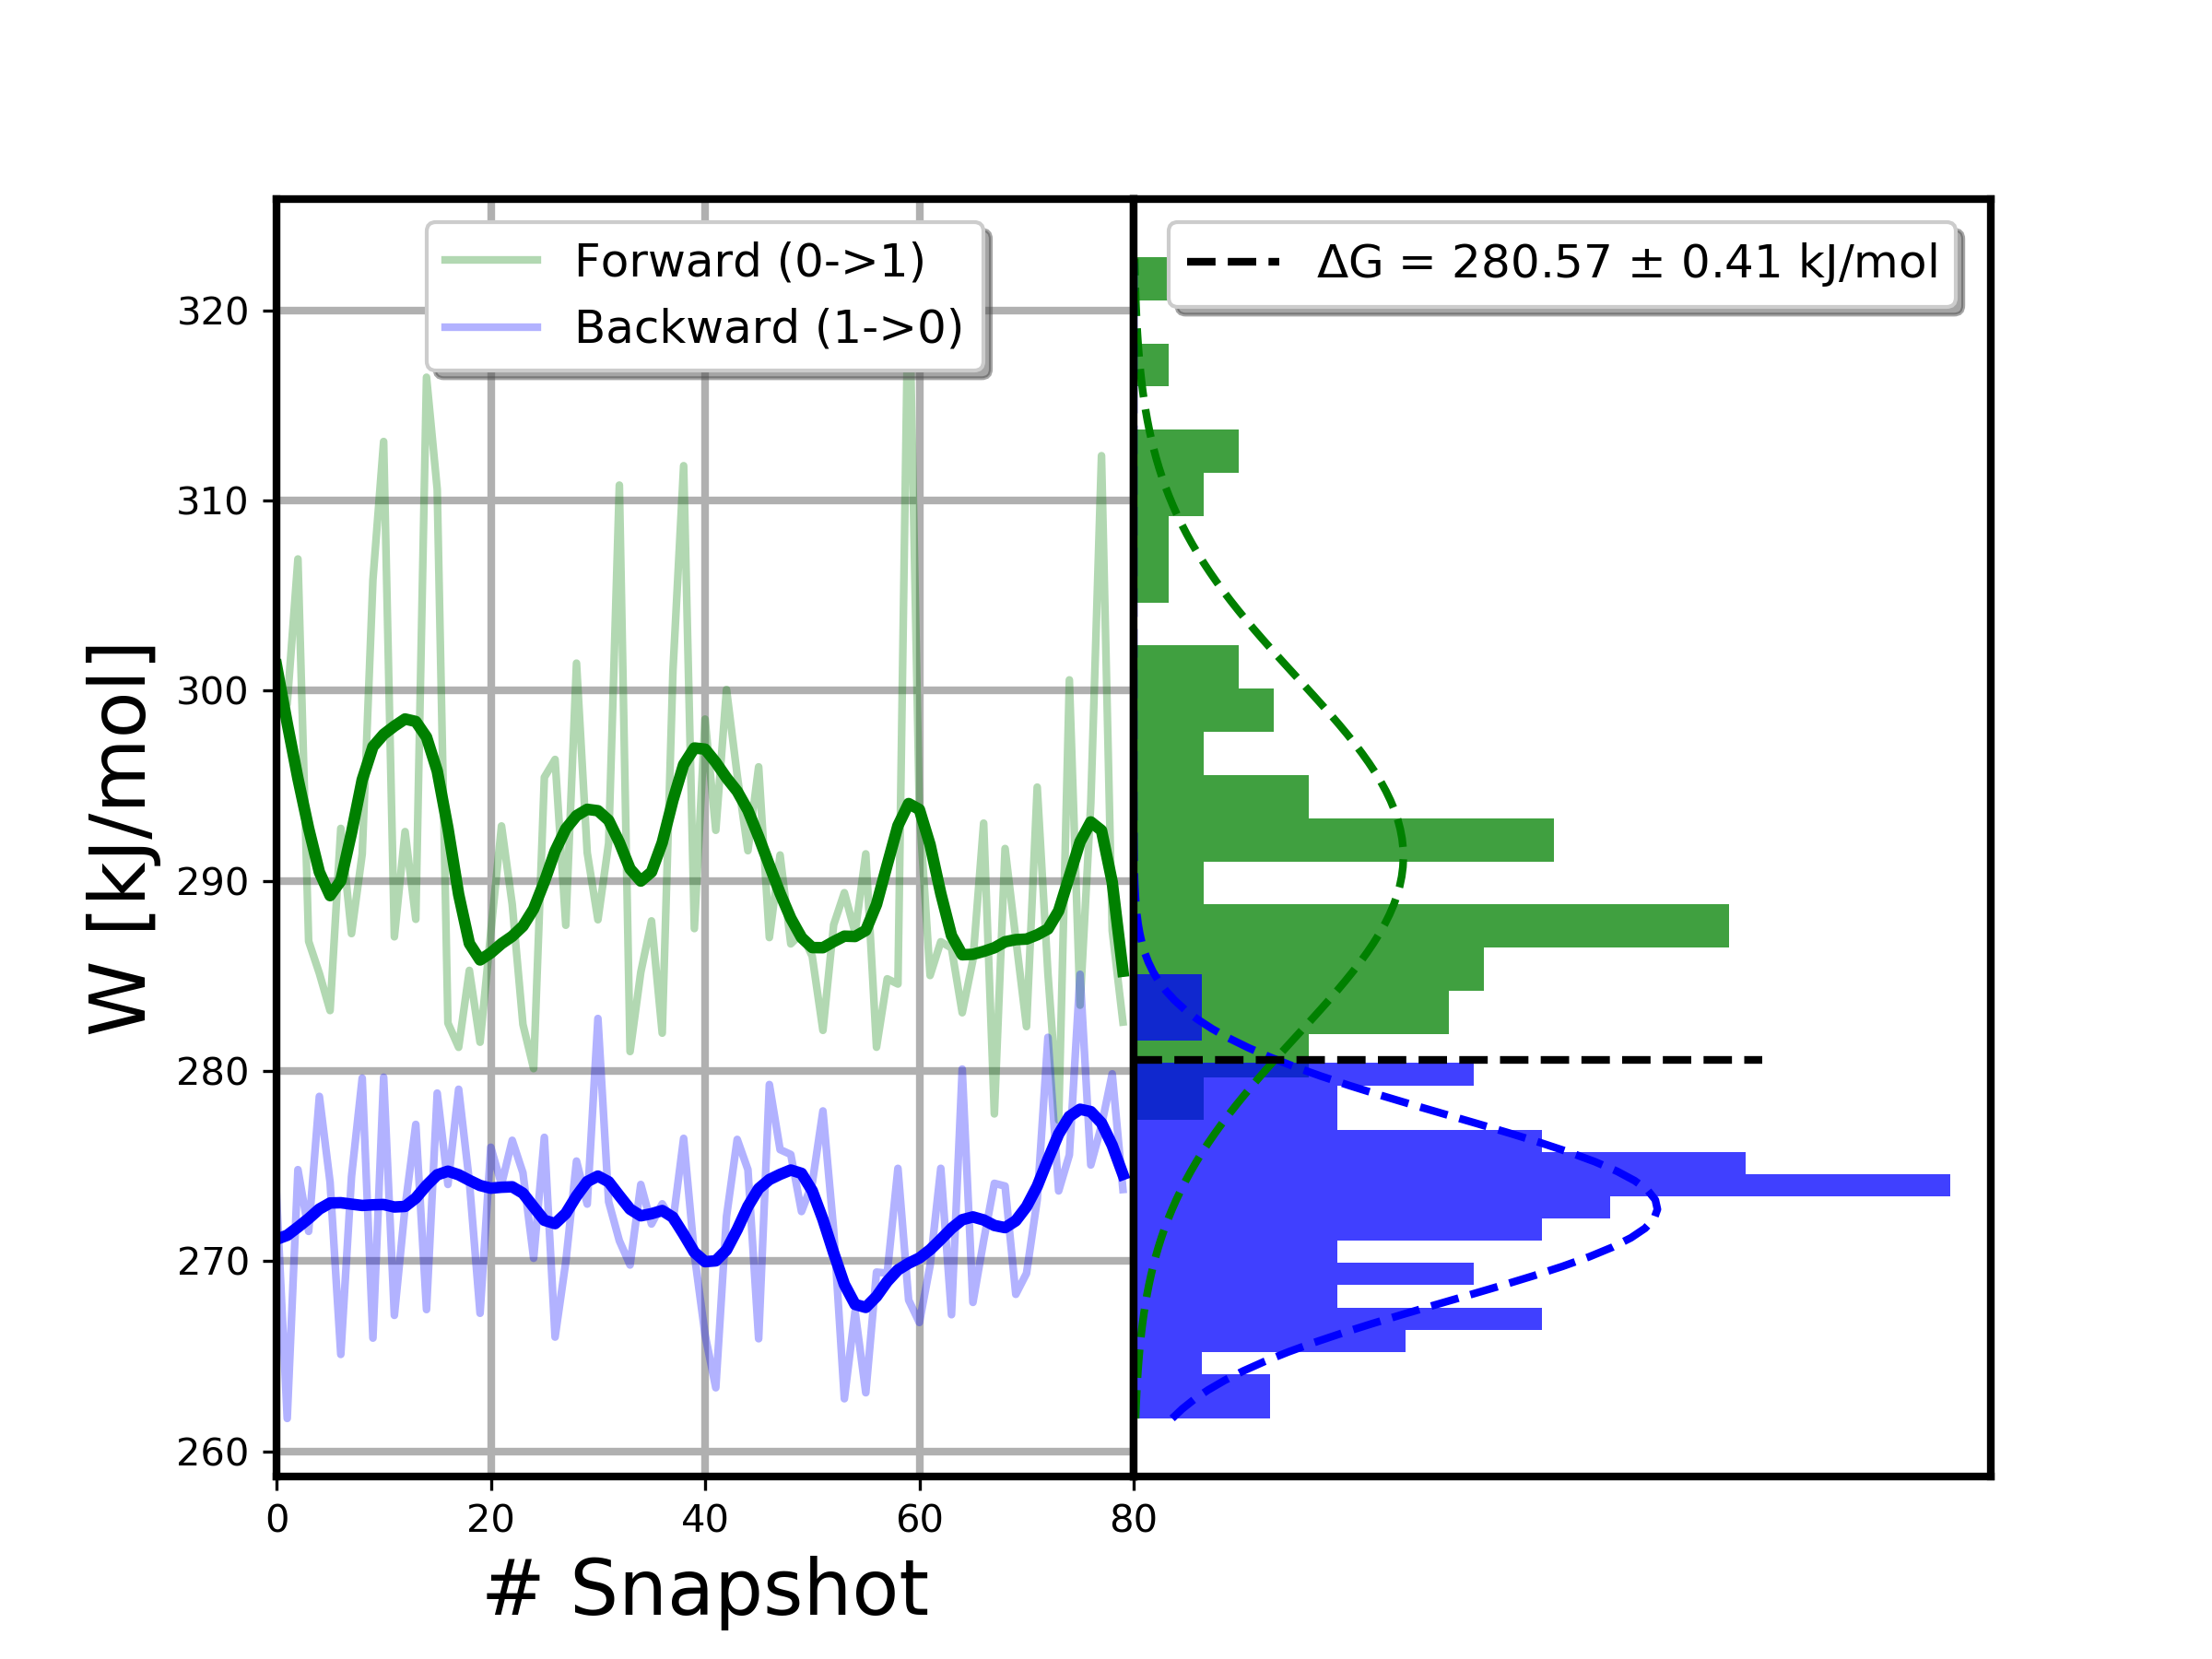 Forward (0->1)
Backward (1->0)
ΔG = 280.57 ± 0.41 kJ/mol
W [kJ/mol]
320
310
300
290
280
270
260
0 20 40 60 80
# Snapshot